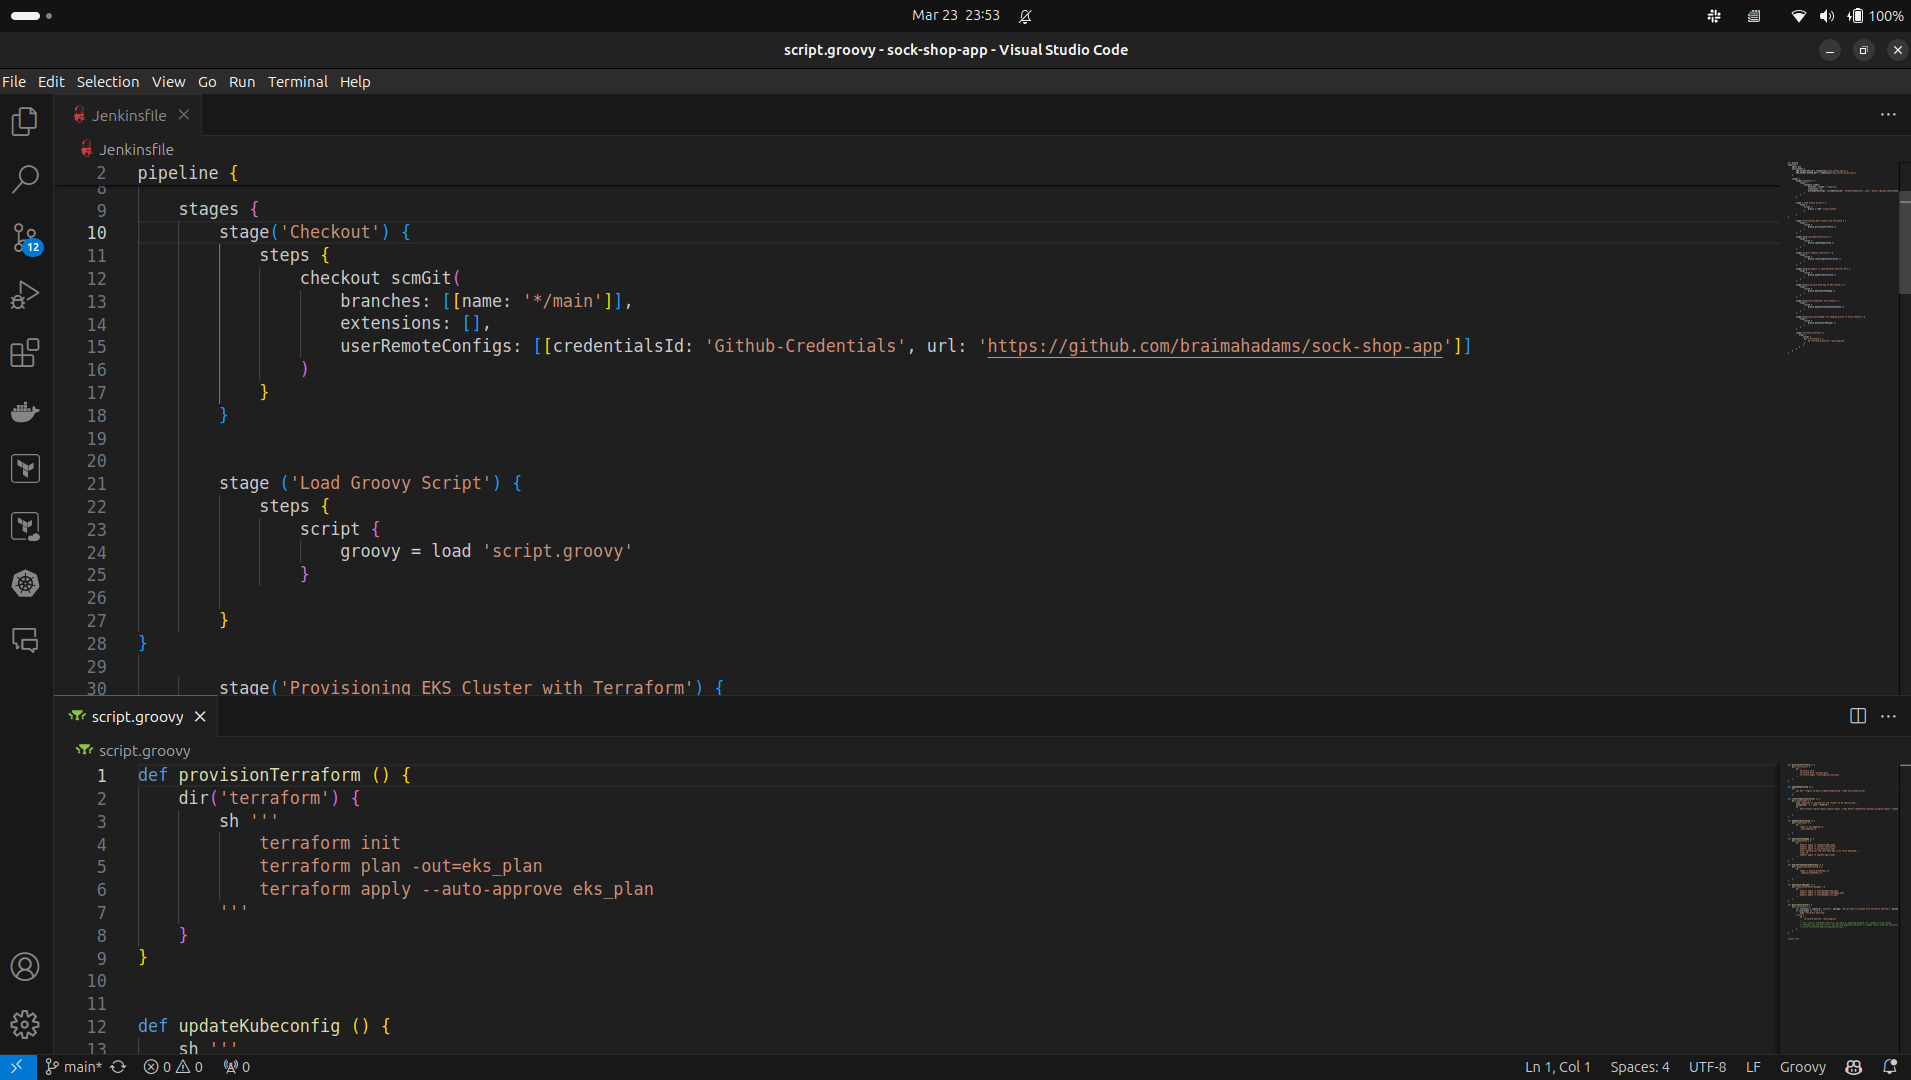 Mar 23 23:53
100%
script.groovy - sock-shop-app - Visual Studio Code
File Edit Selection View Go Run Terminal Help
Jenkinsfile
Jenkinsfile
2 pipeline {
8
9 stages {
10 stage('Checkout') {
11 steps {
12 checkout scmGit(
13 branches: [[name: '*/main']],
14 extensions: [],
15 userRemoteConfigs: [[credentialsId: 'Github-Credentials', url: 'https://github.com/braimahadams/sock-shop-app']]
16 )
17 }
18 }
19
20
21 stage ('Load Groovy Script') {
22 steps {
23 script {
24 groovy = load 'script.groovy'
25 }
26
27 }
28 }
29
30 stage('Provisioning EKS Cluster with Terraform') {
12
script.groovy
script.groovy
1 def provisionTerraform () {
2 dir('terraform') {
3 sh '''
4 terraform init
5 terraform plan -out=eks_plan
6 terraform apply --auto-approve eks_plan
7 '''
8 }
9 }
10
11
12 def updateKubeconfig () {
13 sh '''
main* 0 0 0 Ln 1, Col 1 Spaces: 4 UTF-8 LF Groovy